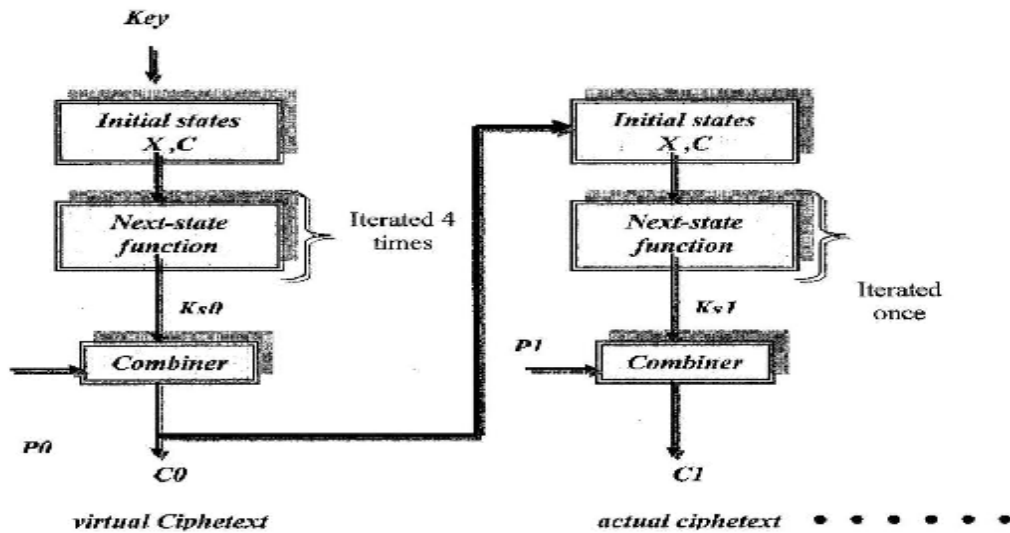 Key
Initial states
X ,C
Next-state
function
Iterated 4
times
Ks0
Combiner
P0
C0
virtual Ciphetext
Initial states
X ,C
Next-state
function
Iterated
once
Ks1
P1
Combiner
C1
actual ciphetext